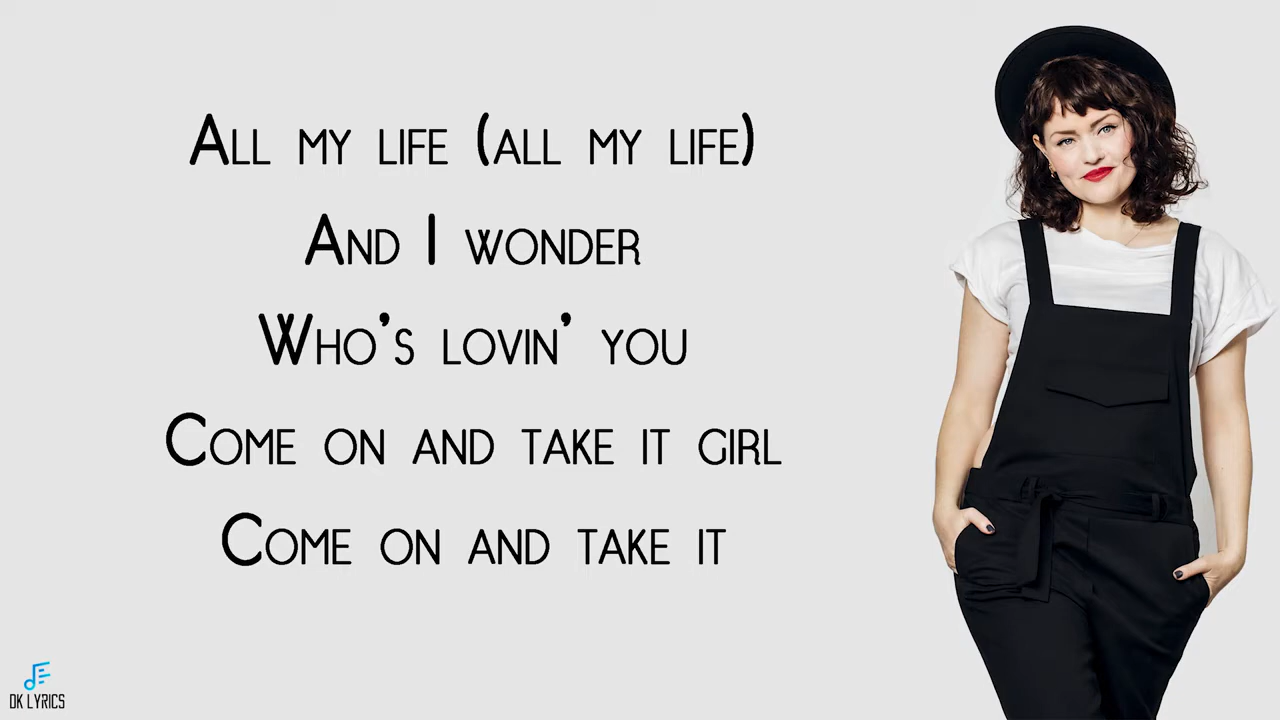 All my life (all my life)
And I wonder
Who's lovin' you
Come on and take it girl
Come on and take it
DK LYRICS